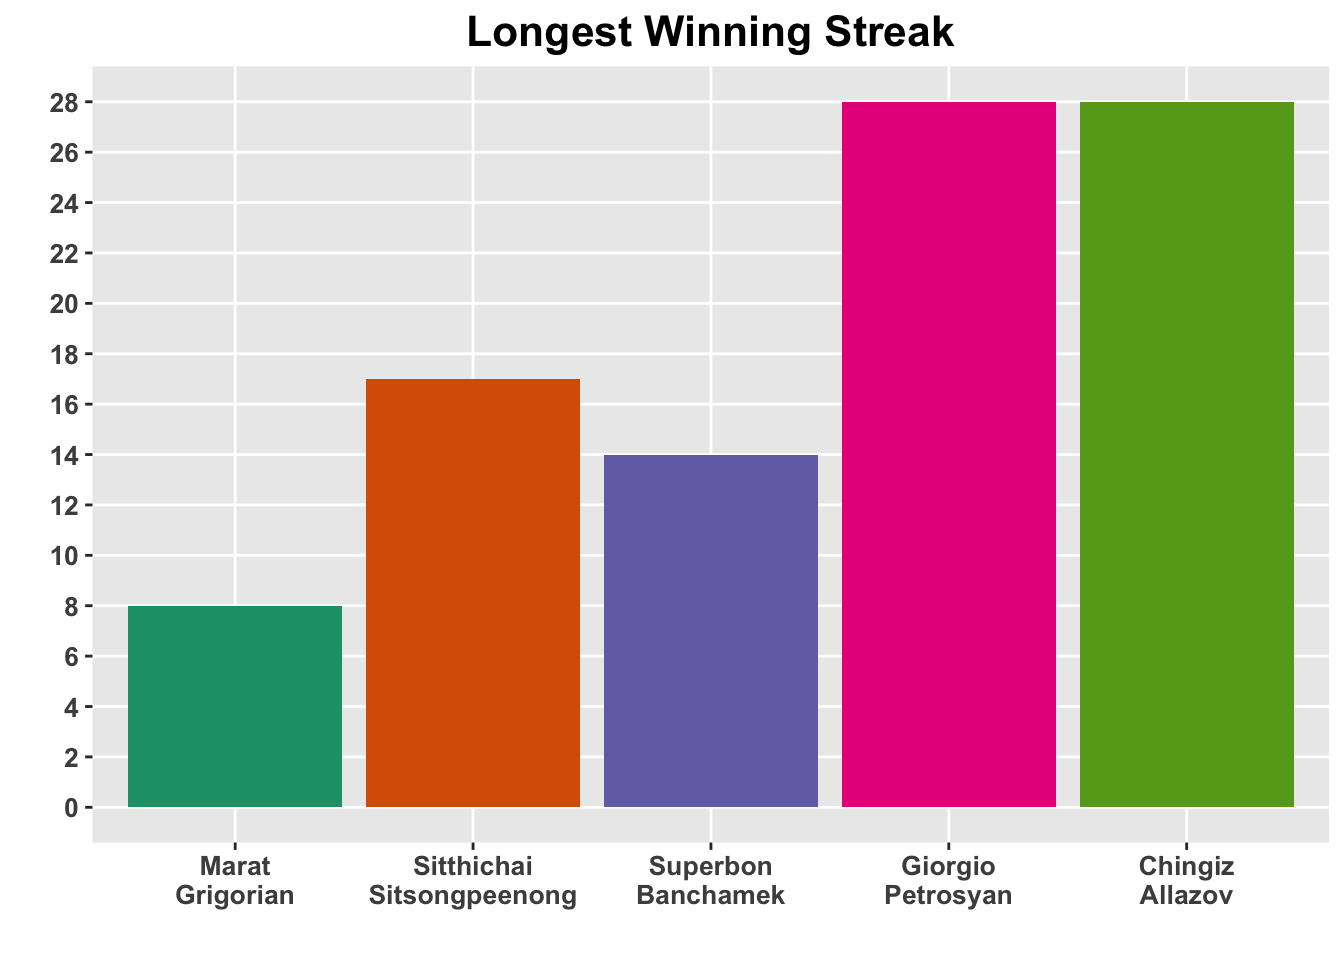 Longest Winning Streak
28
26
24
22
20
18
16
14
12
10
8
6
4
2
0
Marat
Grigorian
Sitthichai
Sitsongpeenong
Superbon
Banchamek
Giorgio
Petrosyan
Chingiz
Allazov